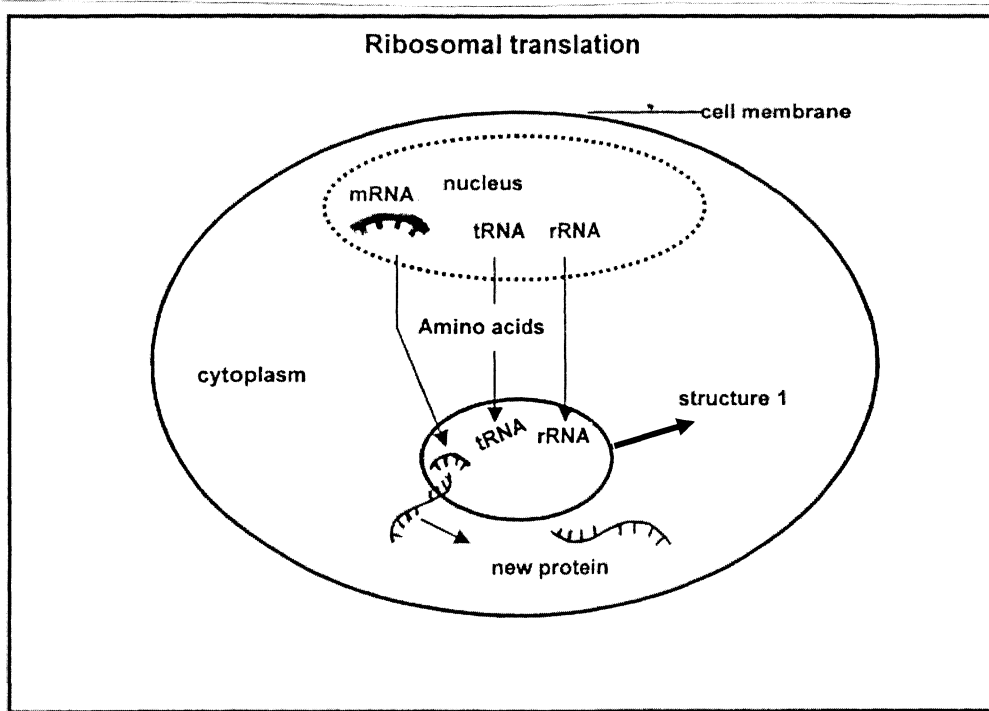 Ribosomal translation
cell membrane
nucleus
mRNA
tRNA rRNA
Amino acids
cytoplasm
structure 1
tRNA rRNA
new protein